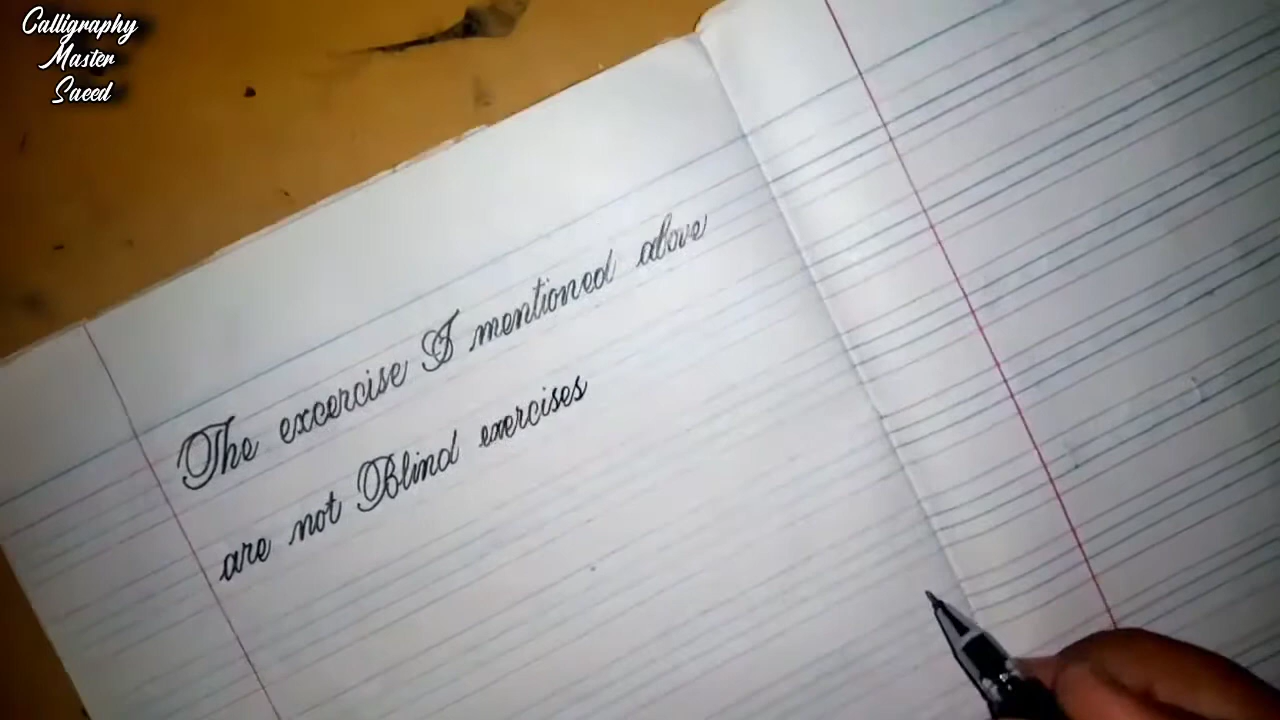 Calligraphy
Master
Saeed
The excercise I mentioned above
are not Blind exercises